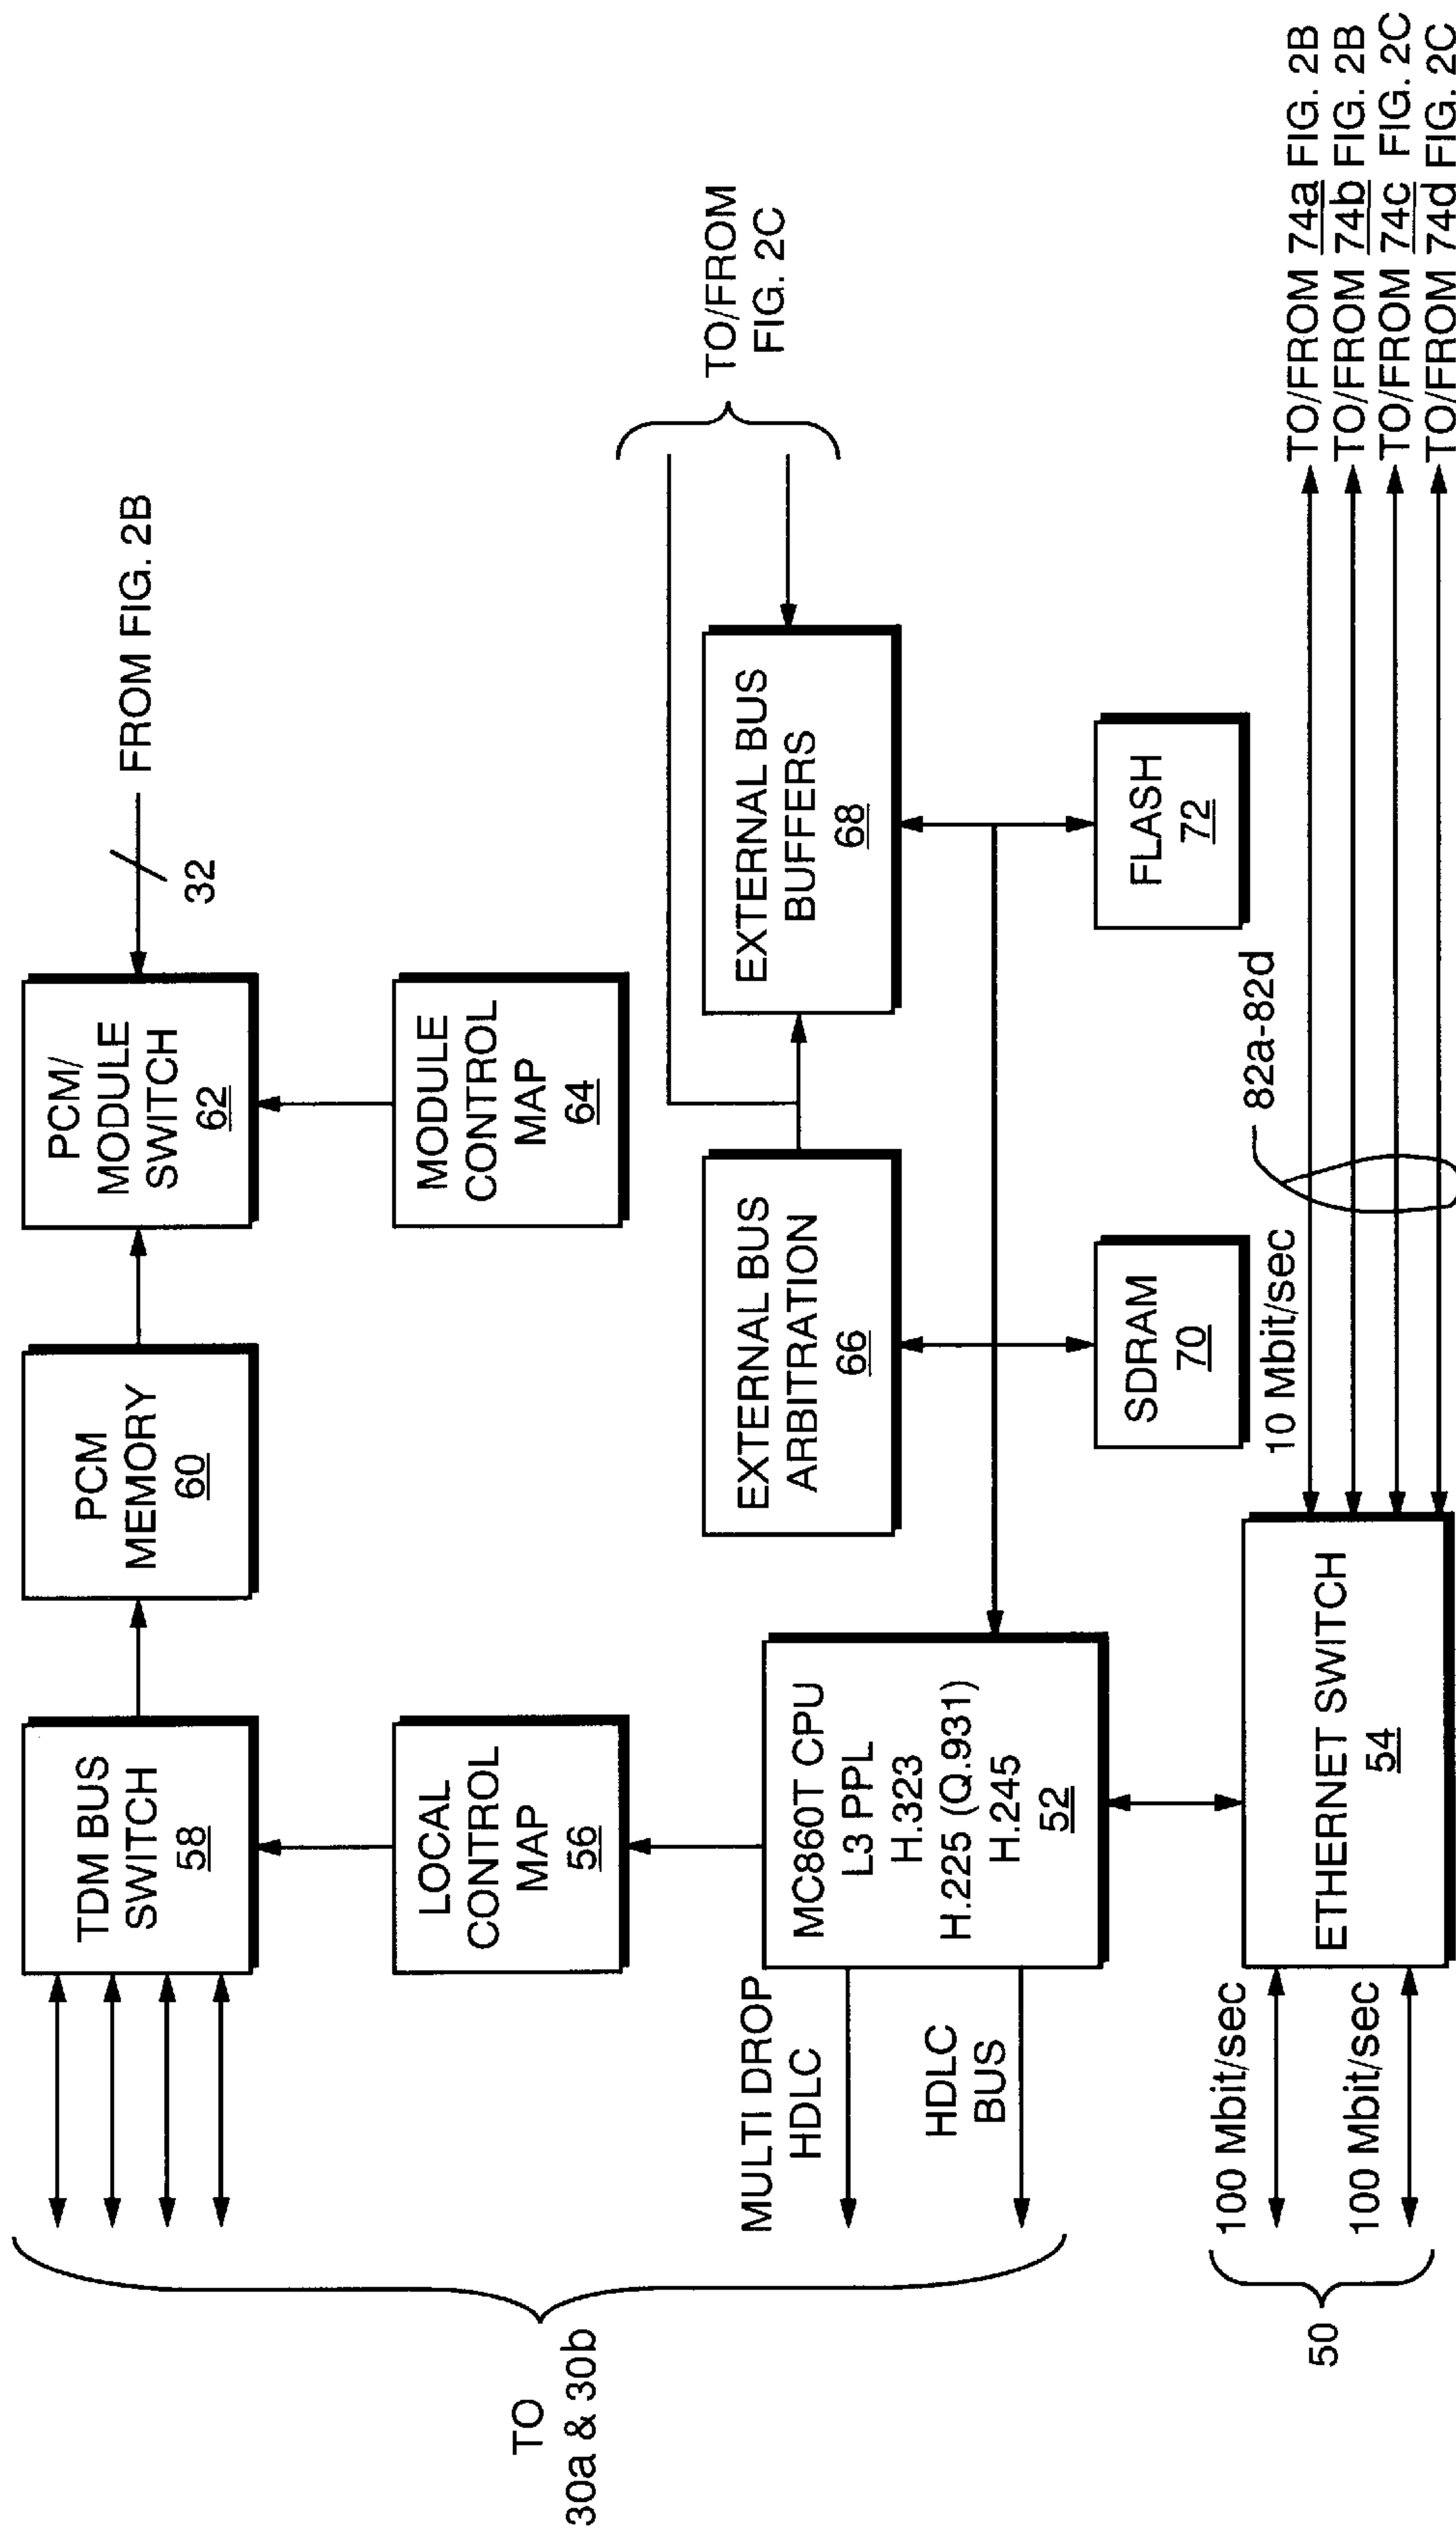 TO
30a & 30b
TDM BUS
SWITCH
58
PCM
MEMORY
60
PCM/
MODULE
SWITCH
62
32
FROM FIG. 2B
LOCAL
CONTROL
MAP
56
MODULE
CONTROL
MAP
64
MULTI DROP
HDLC
HDLC
BUS
MC860T CPU
L3 PPL
H.323
H.225 (Q.931)
H.245
52
EXTERNAL BUS
ARBITRATION
66
EXTERNAL BUS
BUFFERS
68
TO/FROM
FIG. 2C
SDRAM
70
FLASH
72
50
100 Mbit/sec
100 Mbit/sec
ETHERNET SWITCH
54
10 Mbit/sec
82a-82d
TO/FROM 74a FIG. 2B
TO/FROM 74b FIG. 2B
TO/FROM 74c FIG. 2C
TO/FROM 74d FIG. 2C